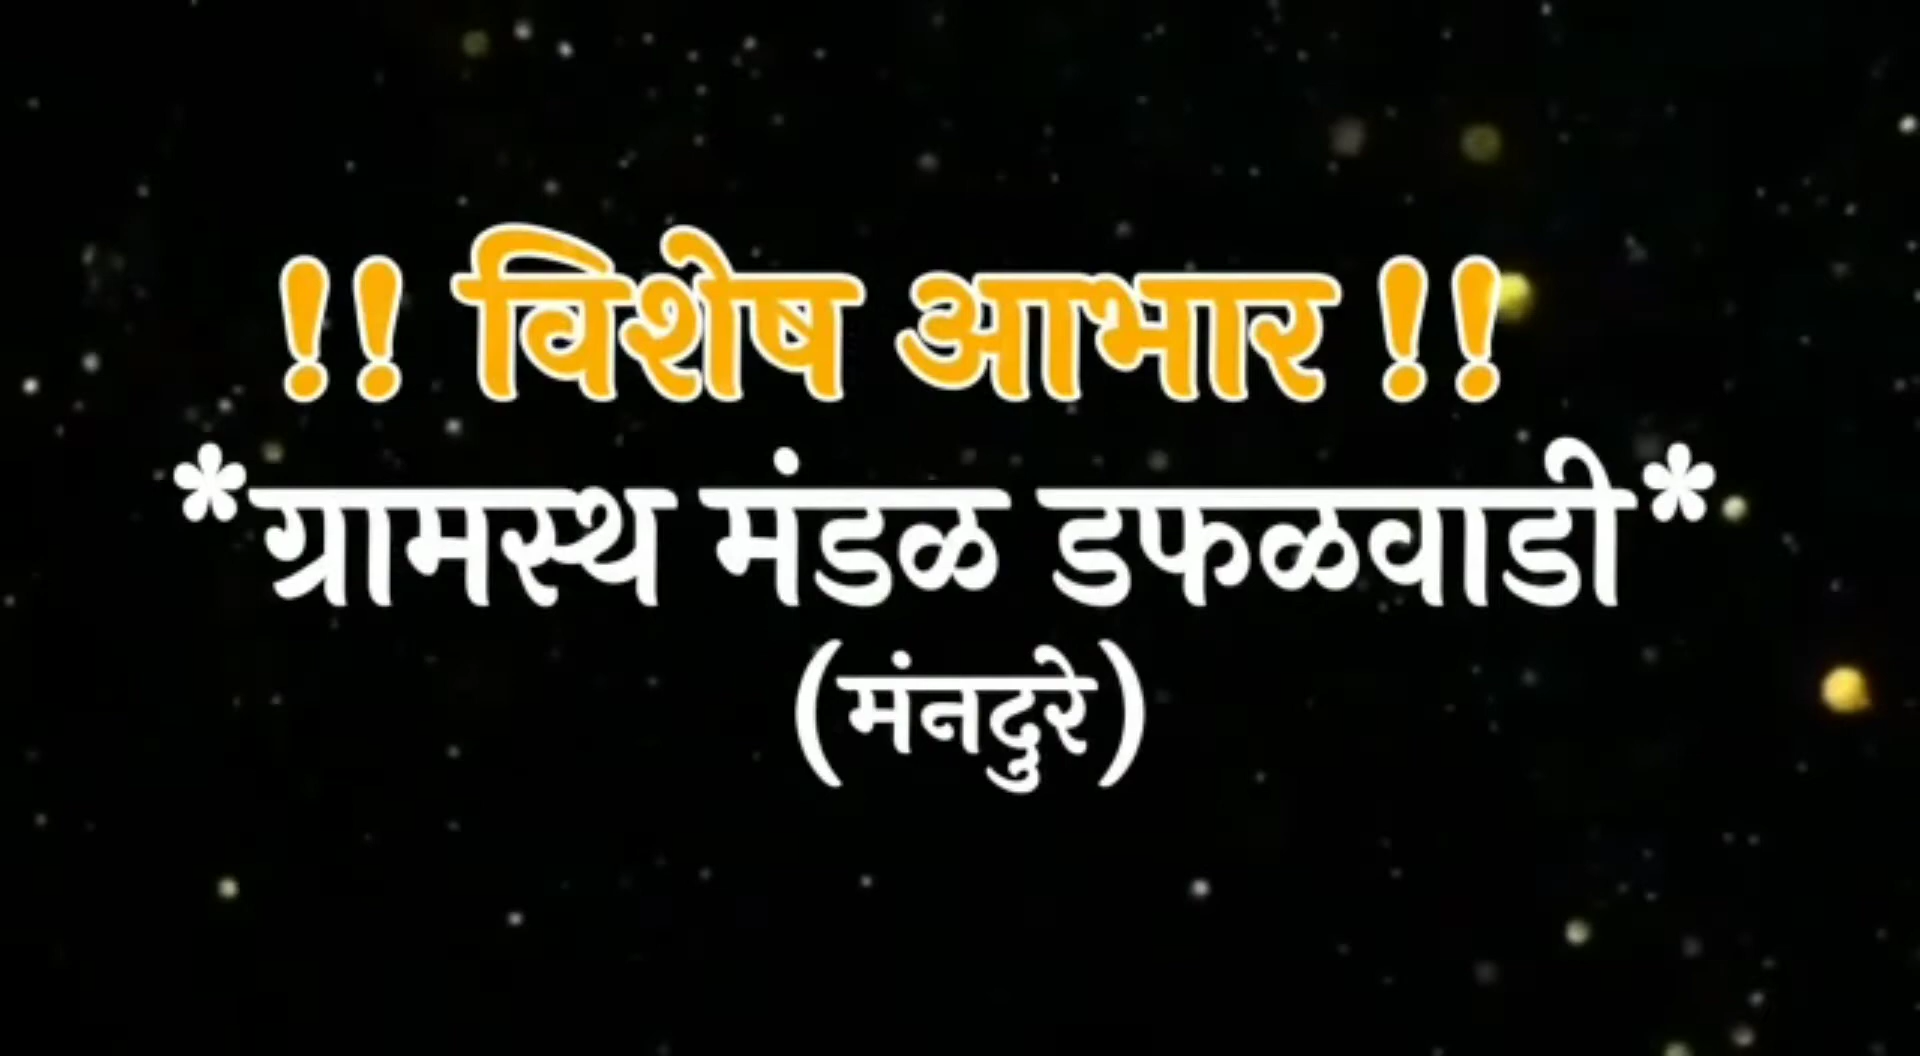 !! विशेष आभार !!
*ग्रामस्थ मंडळ डफळवाडी*
(मंनदुरे)